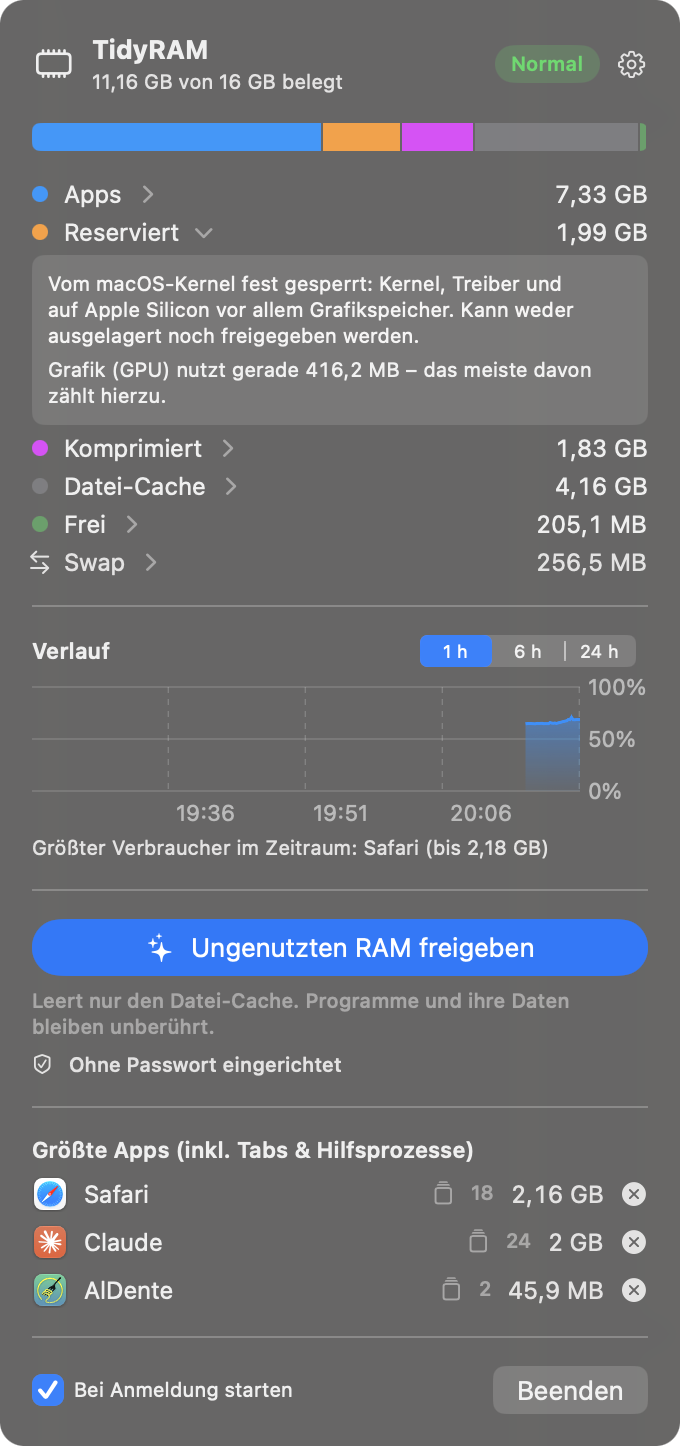 TidyRAM
11,16 GB von 16 GB belegt
Normal
Apps 7,33 GB
Reserviert 1,99 GB
Vom macOS-Kernel fest gesperrt: Kernel, Treiber und
auf Apple Silicon vor allem Grafikspeicher. Kann weder
ausgelagert noch freigegeben werden.
Grafik (GPU) nutzt gerade 416,2 MB – das meiste davon
zählt hierzu.
Komprimiert 1,83 GB
Datei-Cache 4,16 GB
Frei 205,1 MB
Swap 256,5 MB
Verlauf 1 h 6 h 24 h
100%
50%
0%
19:36 19:51 20:06
Größter Verbraucher im Zeitraum: Safari (bis 2,18 GB)
Ungenutzten RAM freigeben
Leert nur den Datei-Cache. Programme und ihre Daten
bleiben unberührt.
Ohne Passwort eingerichtet
Größte Apps (inkl. Tabs & Hilfsprozesse)
Safari 18 2,16 GB
Claude 24 2 GB
AlDente 2 45,9 MB
Bei Anmeldung starten Beenden